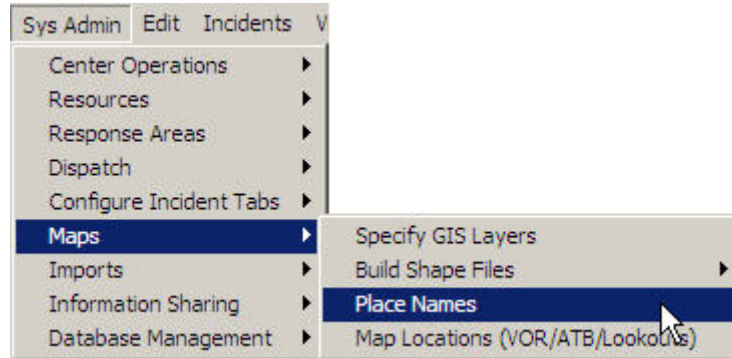 Sys Admin Edit Incidents
Center Operations
Resources
Response Areas
Dispatch
Configure Incident Tabs
Maps
Imports
Information Sharing
Database Management
Specify GIS Layers
Build Shape Files
Place Names
Map Locations (VOR/ATB/Lookouts)